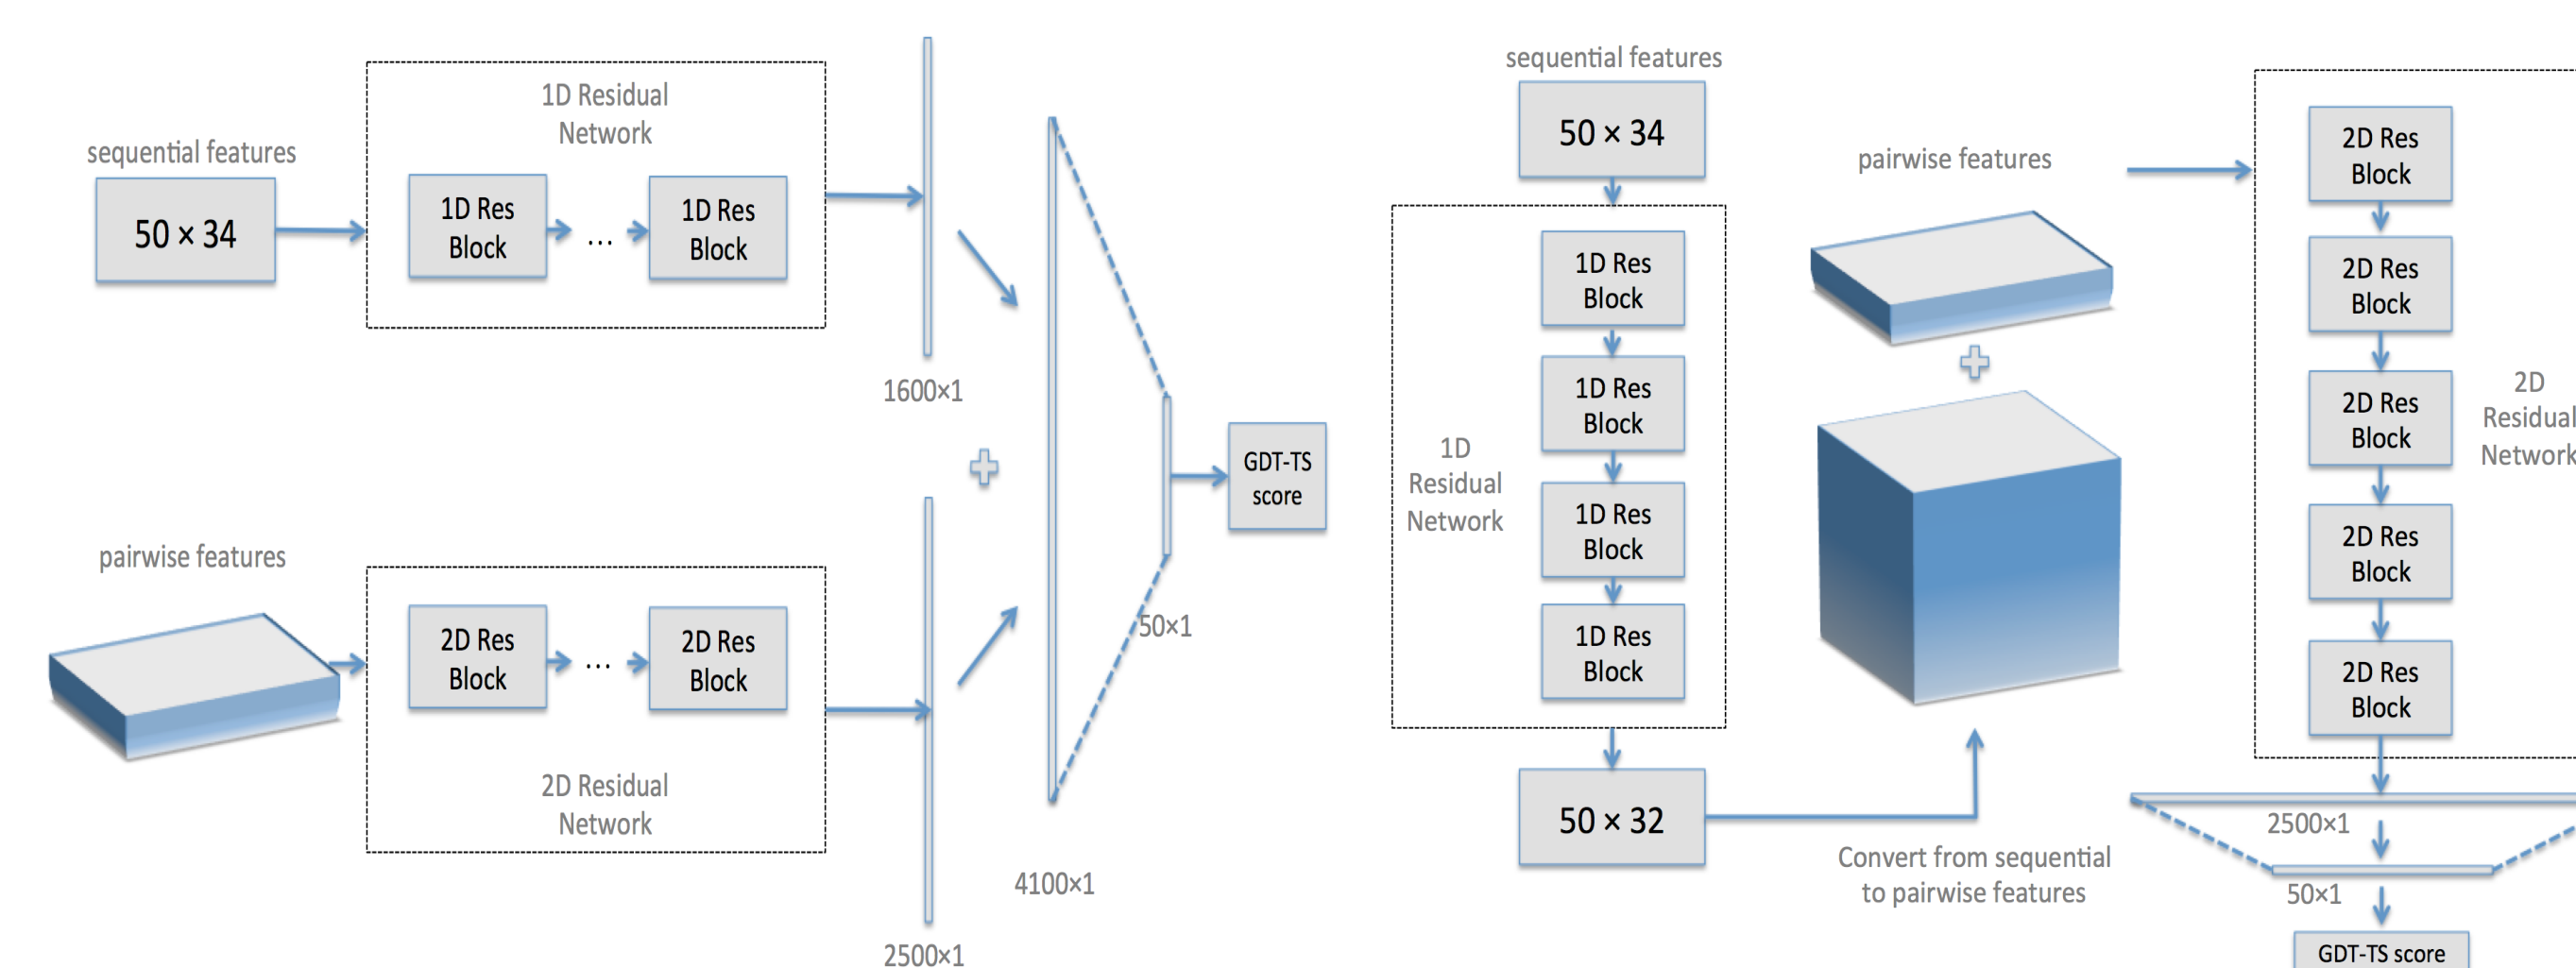 sequential features
50 × 34
1D Residual
Network
1D Res
Block
...
1D Res
Block
1600×1
pairwise features
2D Res
Block
...
2D Res
Block
2D Residual
Network
2500×1
4100×1
50×1
GDT-TS
score
sequential features
50 × 34
1D
Residual
Network
1D Res
Block
1D Res
Block
1D Res
Block
1D Res
Block
50 × 32
Convert from sequential
to pairwise features
pairwise features
2D Res
Block
2D Res
Block
2D Res
Block
2D Res
Block
2D Res
Block
2D
Residual
Network
2500×1
50×1
GDT-TS score